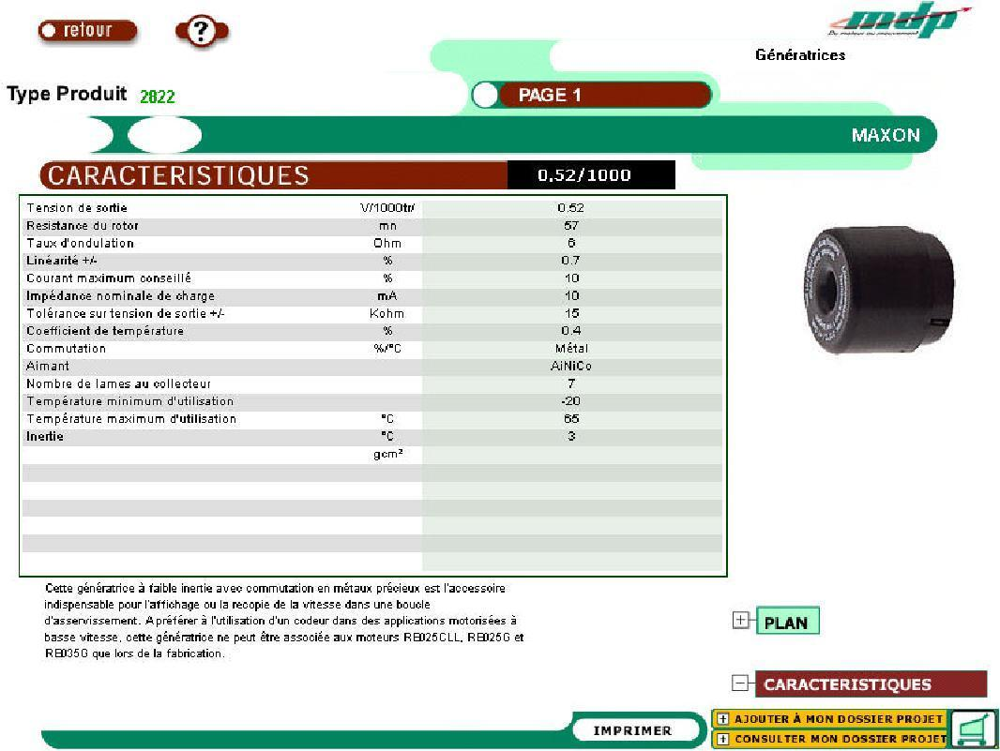 retour
?
mdp
Du moteur au mouvement
Génératrices
Type Produit 2822
PAGE 1
MAXON
CARACTERISTIQUES 0.52/1000
Tension de sortie V/1000tr/ 0.52
Resistance du rotor mn 57
Taux d'ondulation Ohm 6
Linéarité +/- % 0.7
Courant maximum conseillé % 10
Impédance nominale de charge mA 10
Tolérance sur tension de sortie +/- Kohm 15
Coefficient de température % 0.4
Commutation %/°C Métal
Aimant AiNiCo
Nombre de lames au collecteur 7
Température minimum d'utilisation -20
Température maximum d'utilisation °C 65
Inertie °C 3
gcm²
Cette génératrice à faible inertie avec commutation en métaux précieux est l'accessoire
indispensable pour l'affichage ou la recopie de la vitesse dans une boucle
d'asservissement. A préférer à l'utilisation d'un codeur dans des applications motorisées à
basse vitesse, cette génératrice ne peut être associée aux moteurs RE025CLL, RE025G et
RE035G que lors de la fabrication.
PLAN
CARACTERISTIQUES
IMPRIMER
AJOUTER À MON DOSSIER PROJET
CONSULTER MON DOSSIER PROJET